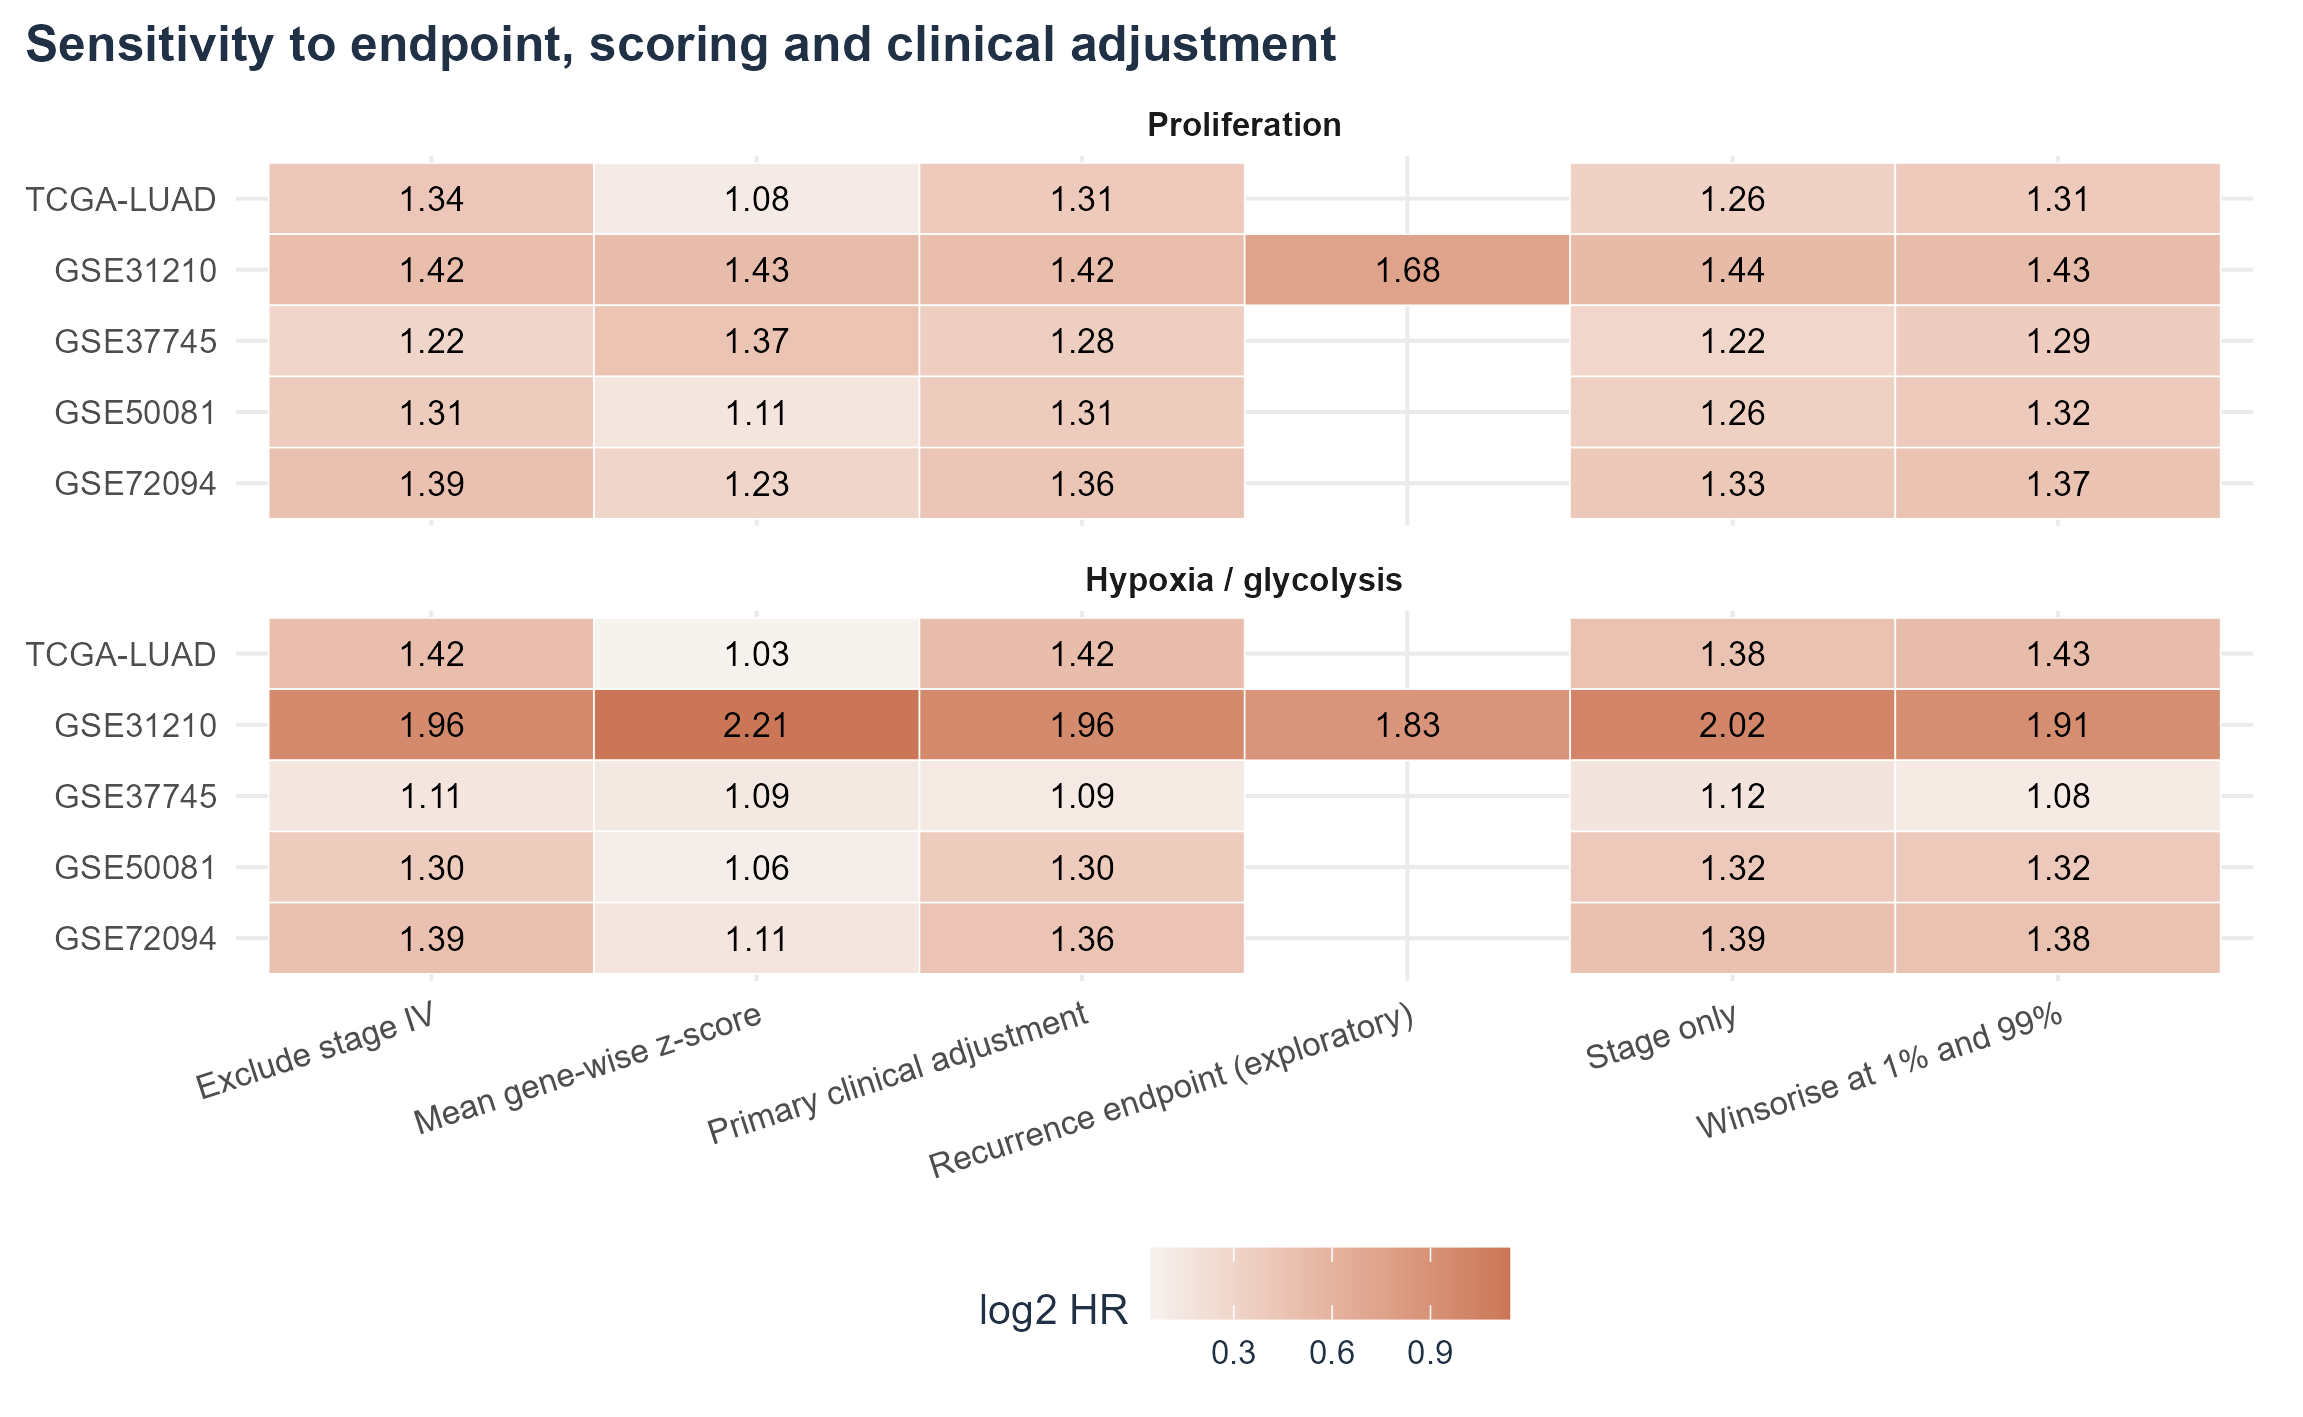 Sensitivity to endpoint, scoring and clinical adjustment
Proliferation
TCGA-LUAD 1.34 1.08 1.31 1.26 1.31
GSE31210 1.42 1.43 1.42 1.68 1.44 1.43
GSE37745 1.22 1.37 1.28 1.22 1.29
GSE50081 1.31 1.11 1.31 1.26 1.32
GSE72094 1.39 1.23 1.36 1.33 1.37
Hypoxia / glycolysis
TCGA-LUAD 1.42 1.03 1.42 1.38 1.43
GSE31210 1.96 2.21 1.96 1.83 2.02 1.91
GSE37745 1.11 1.09 1.09 1.12 1.08
GSE50081 1.30 1.06 1.30 1.32 1.32
GSE72094 1.39 1.11 1.36 1.39 1.38
Exclude stage IV
Mean gene-wise z-score
Primary clinical adjustment
Recurrence endpoint (exploratory)
Stage only
Winsorise at 1% and 99%
log2 HR
0.3 0.6 0.9